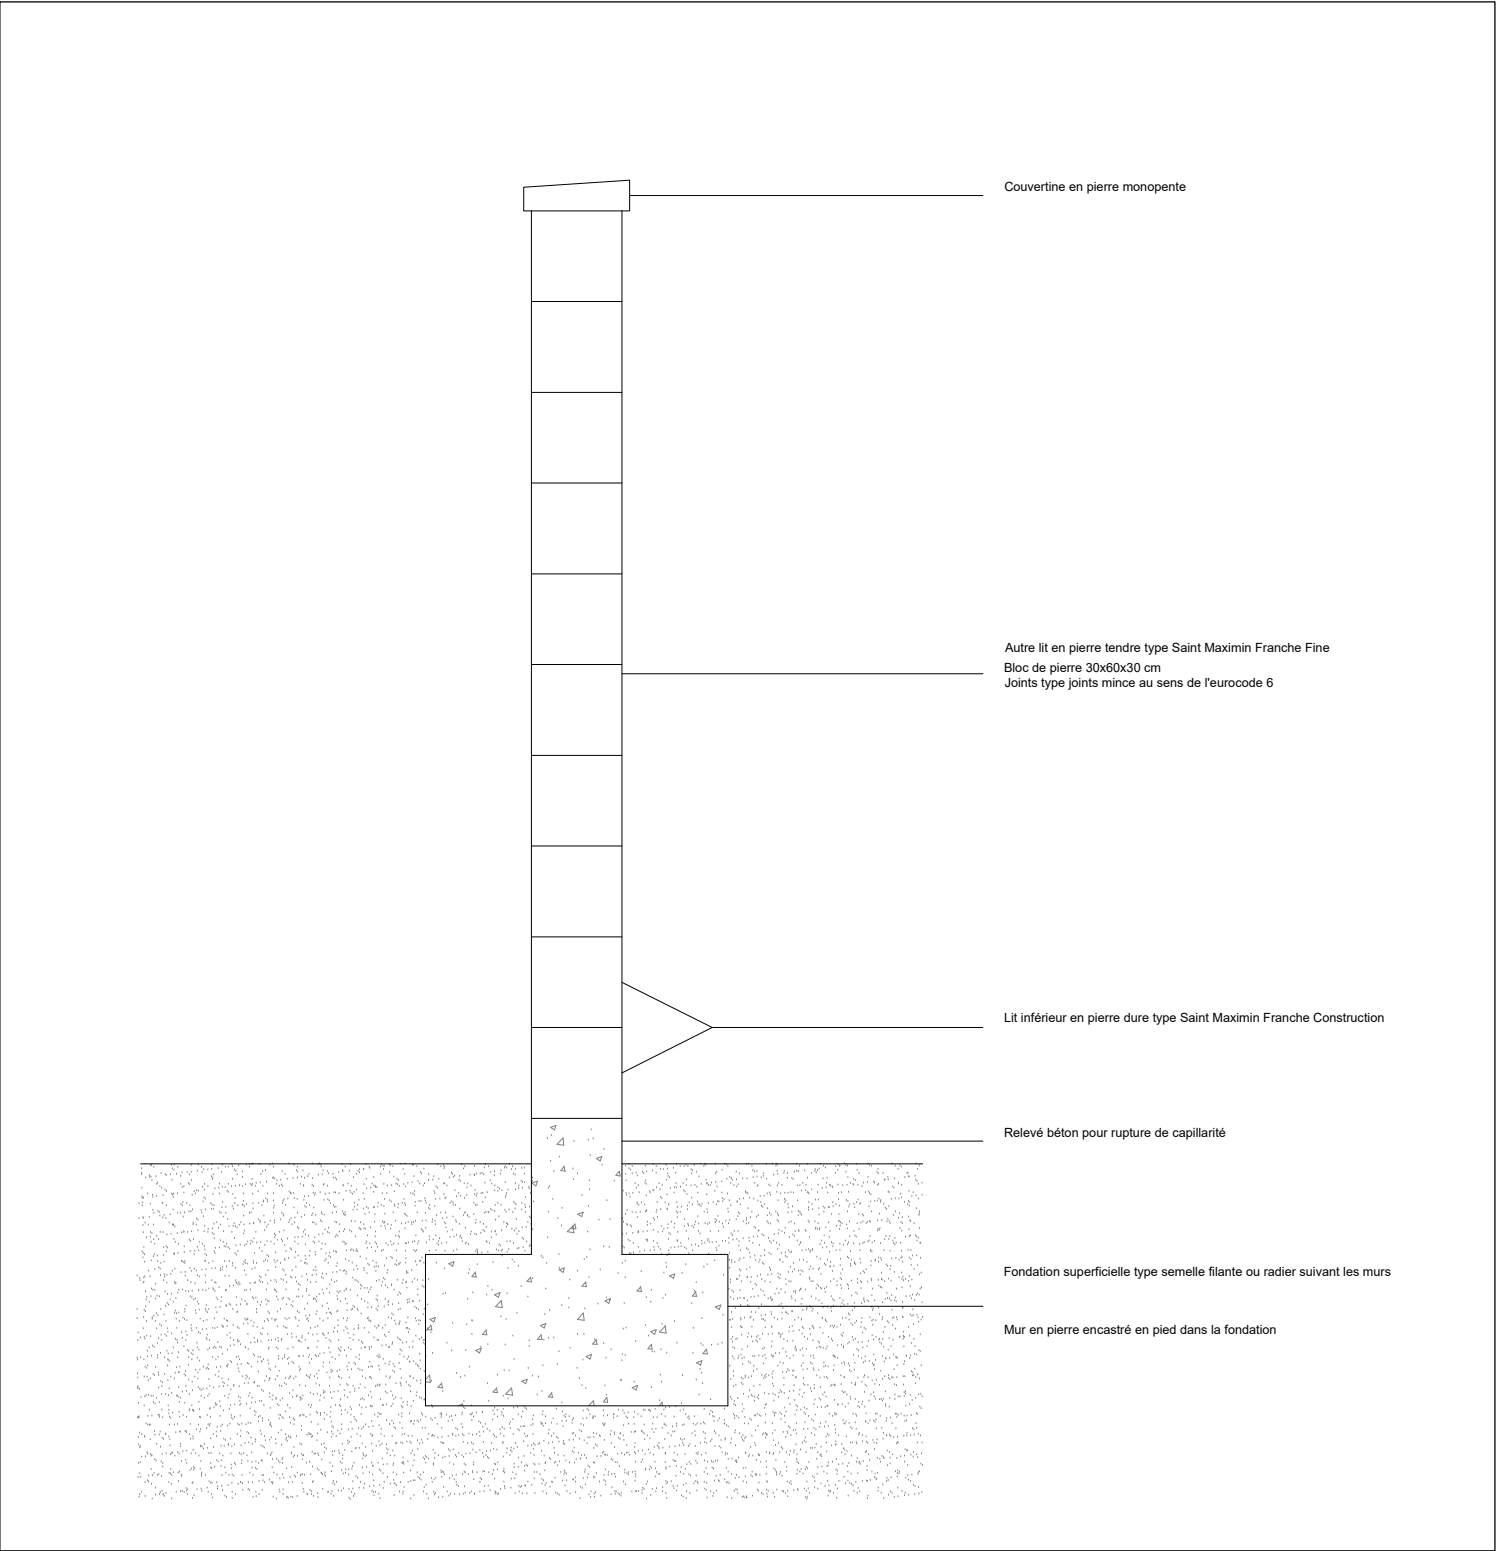 Couvertine en pierre monopente
Autre lit en pierre tendre type Saint Maximin Franche Fine
Bloc de pierre 30x60x30 cm
Joints type joints mince au sens de l'eurocode 6
Lit inférieur en pierre dure type Saint Maximin Franche Construction
Relevé béton pour rupture de capillarité
Fondation superficielle type semelle filante ou radier suivant les murs
Mur en pierre encastré en pied dans la fondation